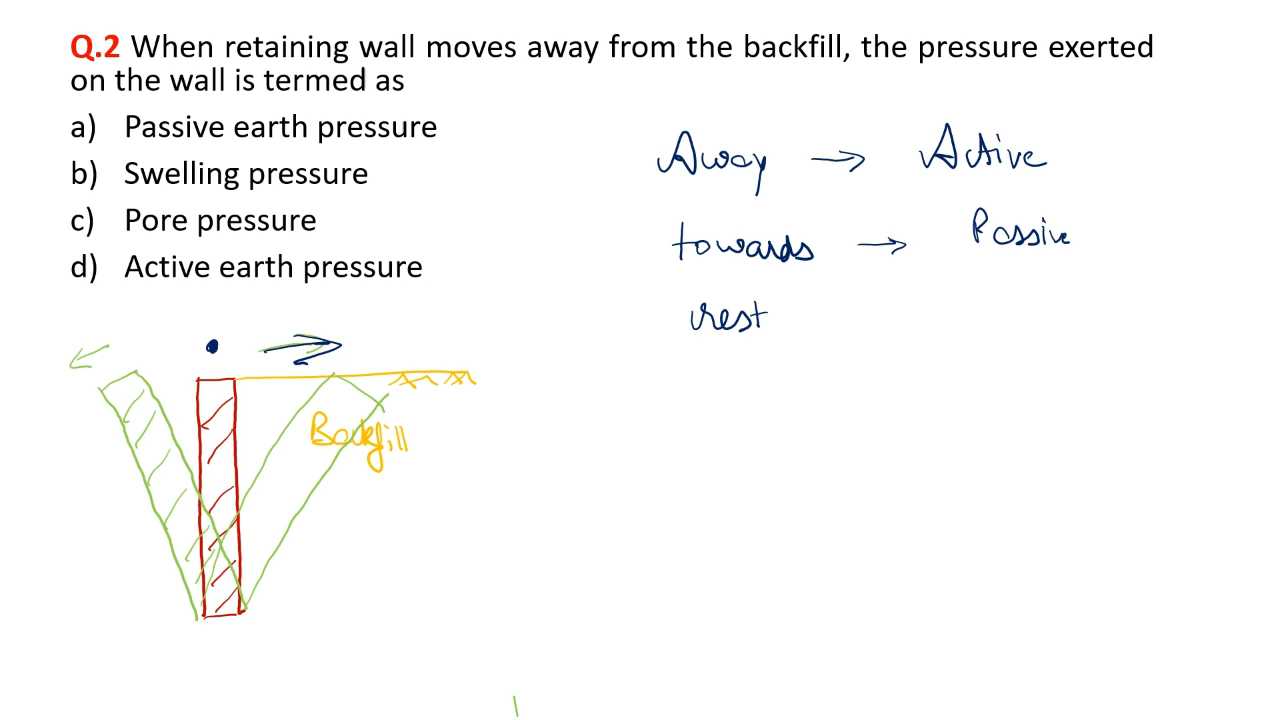 Q.2 When retaining wall moves away from the backfill, the pressure exerted
on the wall is termed as
a) Passive earth pressure
b) Swelling pressure
c) Pore pressure
d) Active earth pressure
Away → Active
towards → Passive
rest
Backfill